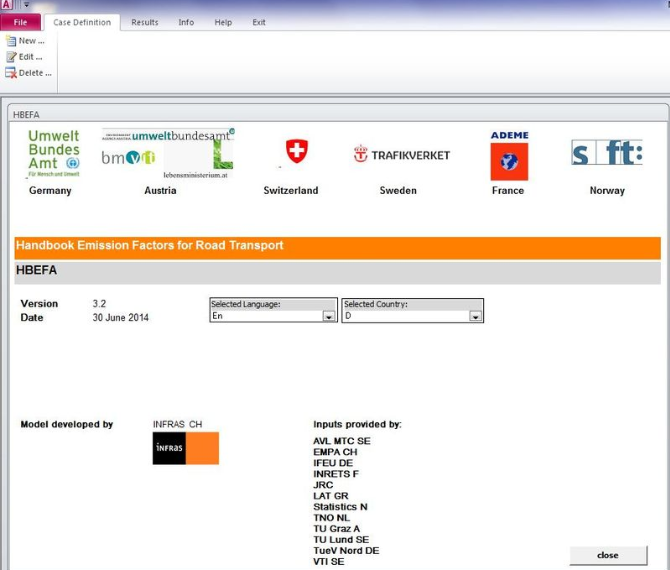 File Case Definition Results Info Help Exit
New ...
Edit ...
Delete ...
HBEFA
Umwelt
Bundes
Amt
Für Mensch und Umwelt
umweltbundesamt
bmvit
lebensministerium.at
TRAFIKVERKET
ADEME
s ft:
Germany Austria Switzerland Sweden France Norway
Handbook Emission Factors for Road Transport
HBEFA
Version 3.2
Date 30 June 2014
Selected Language: Selected Country:
En D
Model developed by INFRAS CH Inputs provided by:
iNFRAS
AVL MTC SE
EMPA CH
IFEU DE
INRETS F
JRC
LAT GR
Statistics N
TNO NL
TU Graz A
TU Lund SE
TueV Nord DE
VTI SE
close